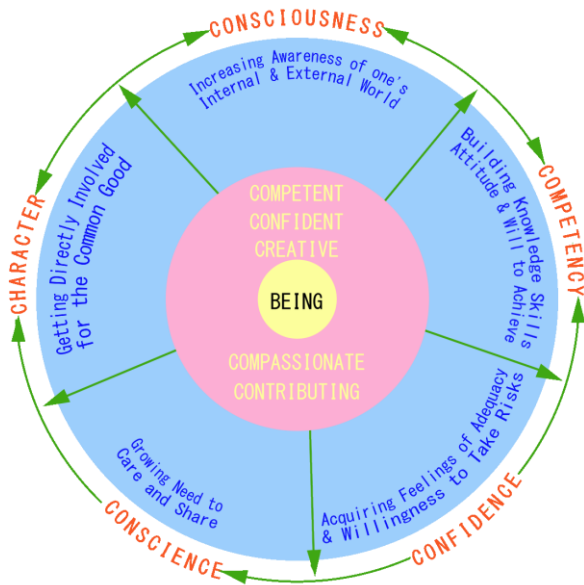 CONSCIOUSNESS
Increasing Awareness of one's
Internal & External World
COMPETENCY
Building Knowledge Skills
Attitude & Will to Achieve
CONFIDENCE
Acquiring Feelings of Adequacy
& Willingness to Take Risks
CONSCIENCE
Growing Need to
Care and Share
CHARACTER
Getting Directly Involved
for the Common Good
COMPETENT
CONFIDENT
CREATIVE
BEING
COMPASSIONATE
CONTRIBUTING